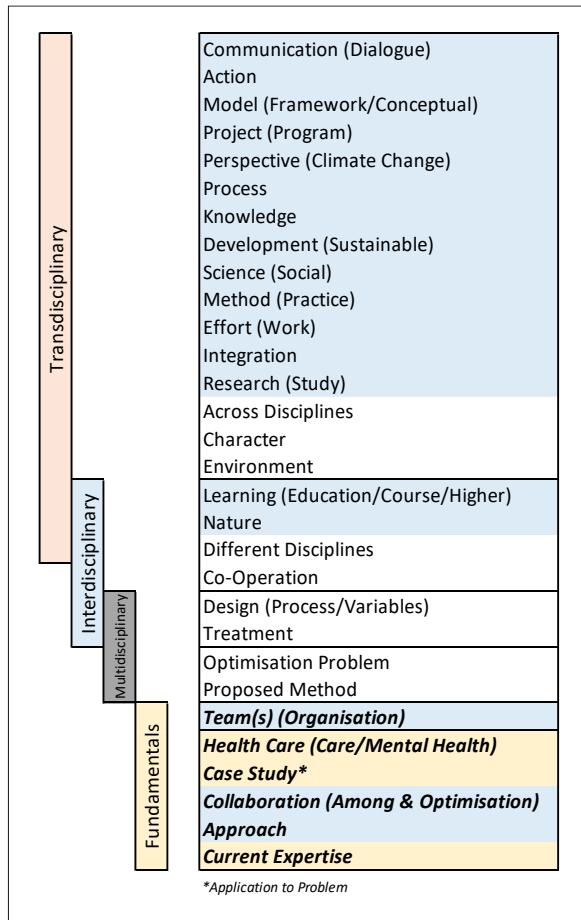 Transdisciplinary
Interdisciplinary
Multidisciplinary
Fundamentals
Communication (Dialogue)
Action
Model (Framework/Conceptual)
Project (Program)
Perspective (Climate Change)
Process
Knowledge
Development (Sustainable)
Science (Social)
Method (Practice)
Effort (Work)
Integration
Research (Study)
Across Disciplines
Character
Environment
Learning (Education/Course/Higher)
Nature
Different Disciplines
Co-Operation
Design (Process/Variables)
Treatment
Optimisation Problem
Proposed Method
Team(s) (Organisation)
Health Care (Care/Mental Health)
Case Study*
Collaboration (Among & Optimisation)
Approach
Current Expertise
*Application to Problem